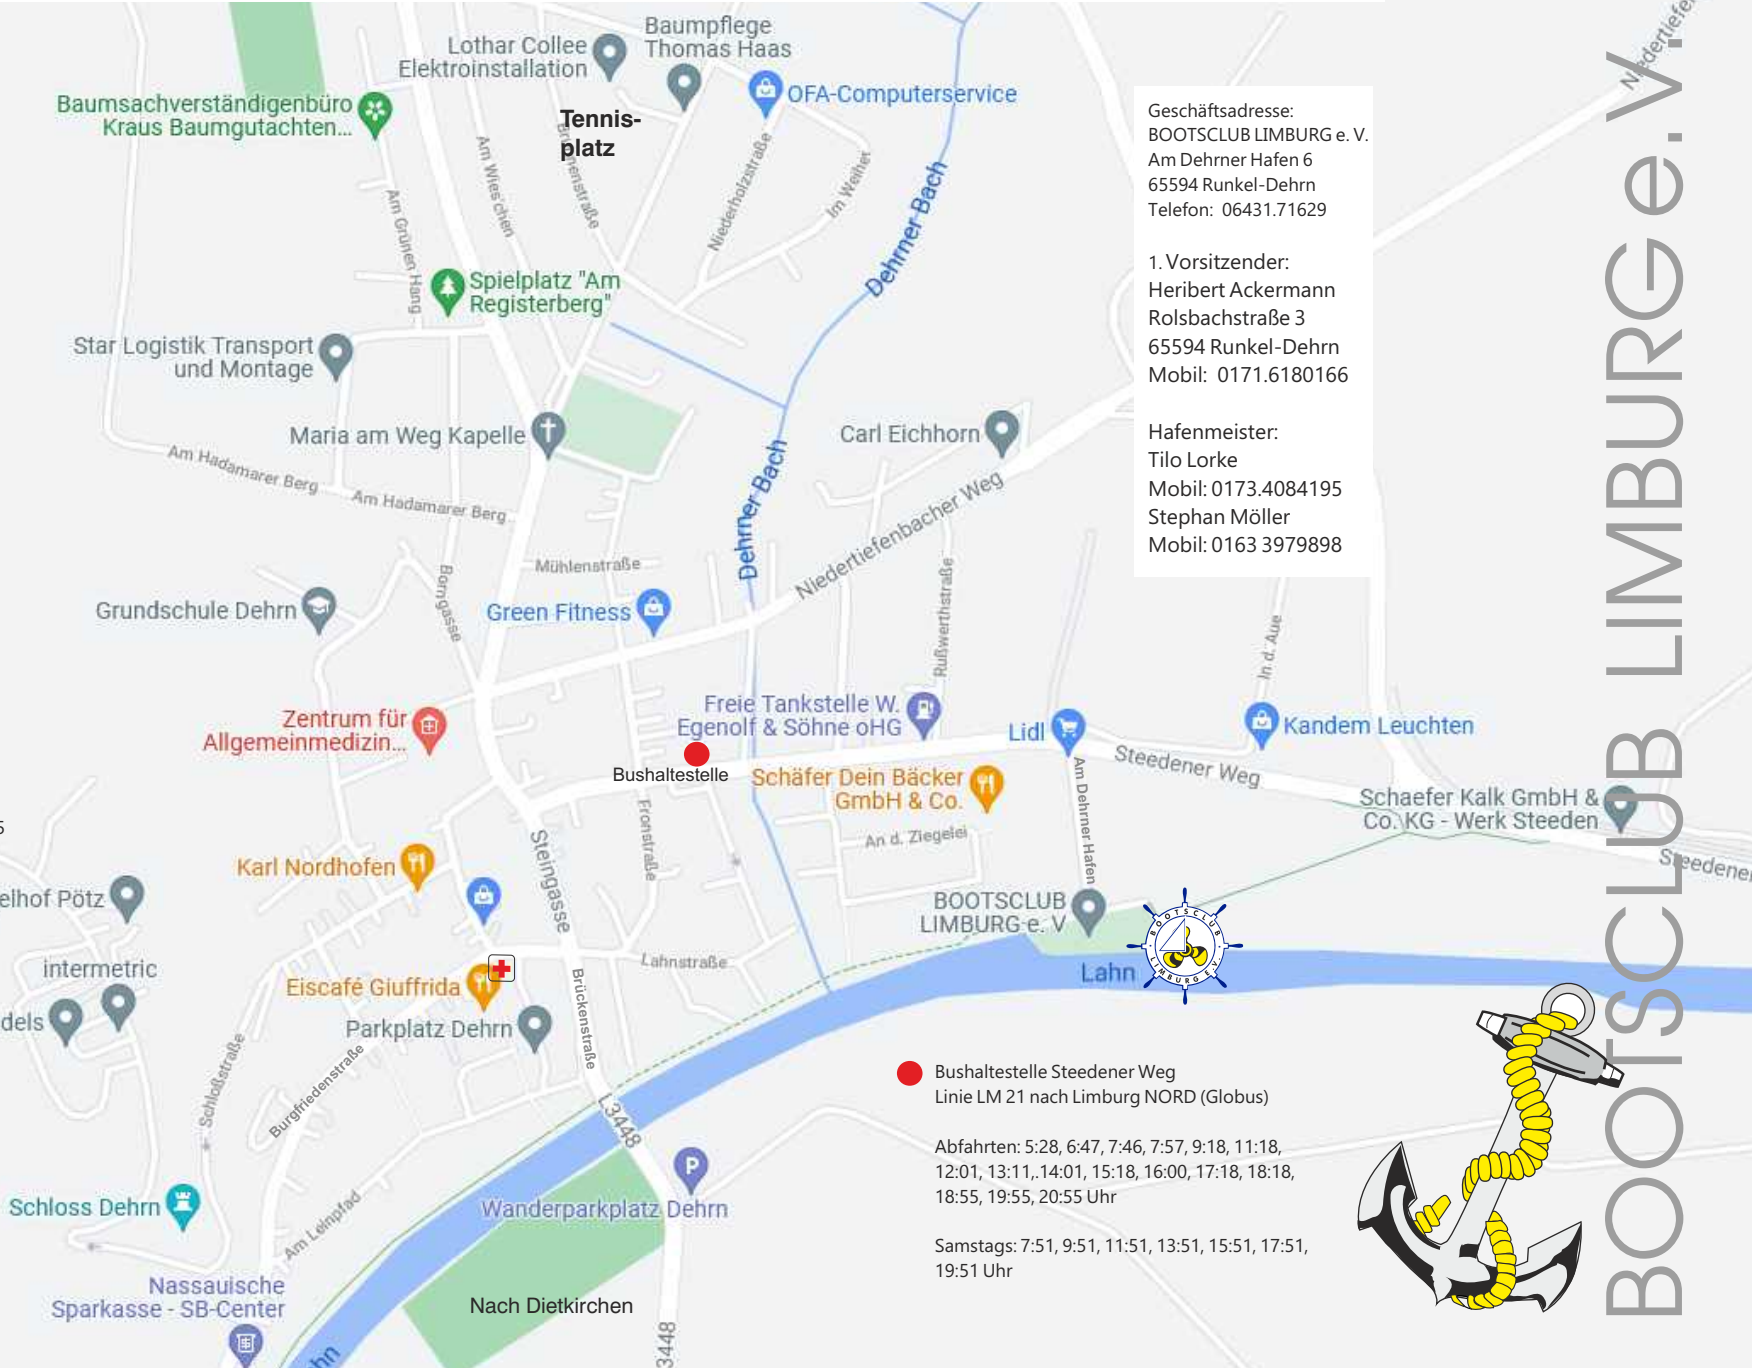 Baumpflege
Thomas Haas
Lothar Collee
Elektroinstallation
OFA-Computerservice
Baumsachverständigenbüro
Kraus Baumgutachten...
Tennis-
platz
Am Wies'chen
Niederholzstraße
Im Weiher
Am Grünen Hang
Dehrner Bach
Spielplatz "Am
Registerberg"
Star Logistik Transport
und Montage
Maria am Weg Kapelle
Carl Eichhorn
Am Hadamarer Berg
Am Hadamarer Berg
Dehrner Bach
Niedertiefenbacher Weg
Mühlenstraße
Borngasse
Grundschule Dehrn
Green Fitness
Rußwerthstraße
In d. Aue
Zentrum für
Allgemeinmedizin...
Freie Tankstelle W.
Egenolf & Söhne oHG
Lidl
Kandem Leuchten
Steedener Weg
Bushaltestelle
Schäfer Dein Bäcker
GmbH & Co.
Am Dehrner Hafen
Schaefer Kalk GmbH &
Co. KG - Werk Steeden
Steedener
An d. Ziegelei
Fronstraße
Steingasse
5
Karl Nordhofen
elhof Pötz
BOOTSCLUB
LIMBURG e. V
BOOTSCLUB
LIMBURG E.V.
Lahn
Lahnstraße
intermetric
Eiscafé Giuffrida
dels
Parkplatz Dehrn
Brückenstraße
Schloßstraße
Burgfriedenstraße
L3448
P
Wanderparkplatz Dehrn
Schloss Dehrn
Am Leinpfad
Nassauische
Sparkasse - SB-Center
Nach Dietkirchen
3448
hn
Geschäftsadresse:
BOOTSCLUB LIMBURG e. V.
Am Dehrner Hafen 6
65594 Runkel-Dehrn
Telefon: 06431.71629
1. Vorsitzender:
Heribert Ackermann
Rolsbachstraße 3
65594 Runkel-Dehrn
Mobil: 0171.6180166
Hafenmeister:
Tilo Lorke
Mobil: 0173.4084195
Stephan Möller
Mobil: 0163 3979898
Bushaltestelle Steedener Weg
Linie LM 21 nach Limburg NORD (Globus)
Abfahrten: 5:28, 6:47, 7:46, 7:57, 9:18, 11:18,
12:01, 13:11,.14:01, 15:18, 16:00, 17:18, 18:18,
18:55, 19:55, 20:55 Uhr
Samstags: 7:51, 9:51, 11:51, 13:51, 15:51, 17:51,
19:51 Uhr
BOOTSCLUB LIMBURG e. V.